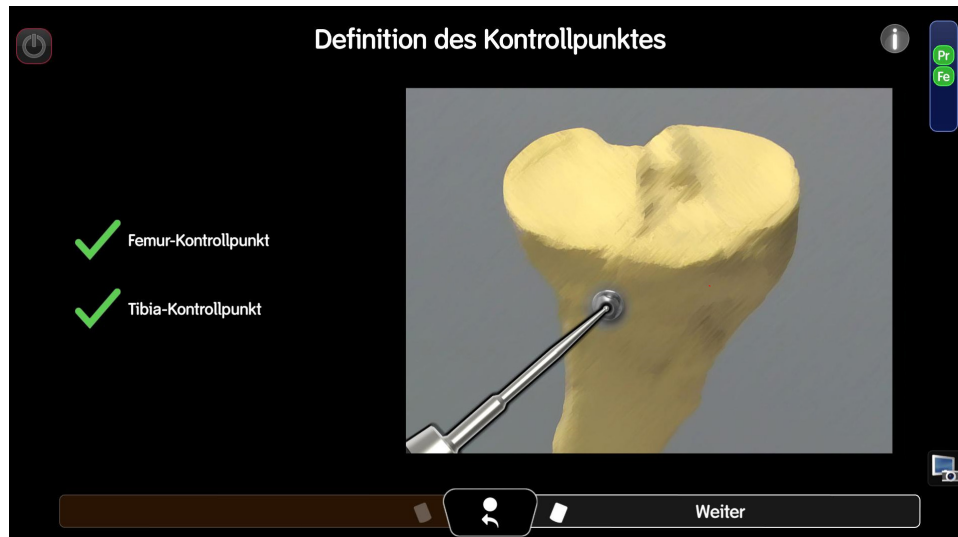 Definition des Kontrollpunktes
i
Pr
Fe
Femur-Kontrollpunkt
Tibia-Kontrollpunkt
Weiter